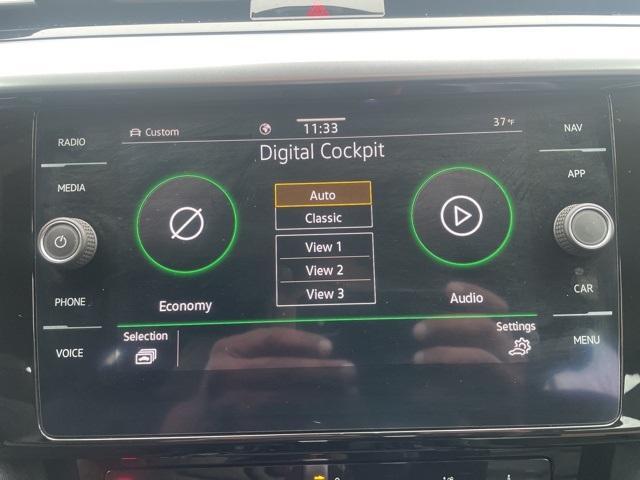 RADIO
MEDIA
PHONE
VOICE
Custom
11:33
37 °F
Digital Cockpit
Auto
Classic
View 1
View 2
View 3
Economy
Audio
Selection
Settings
NAV
APP
CAR
MENU